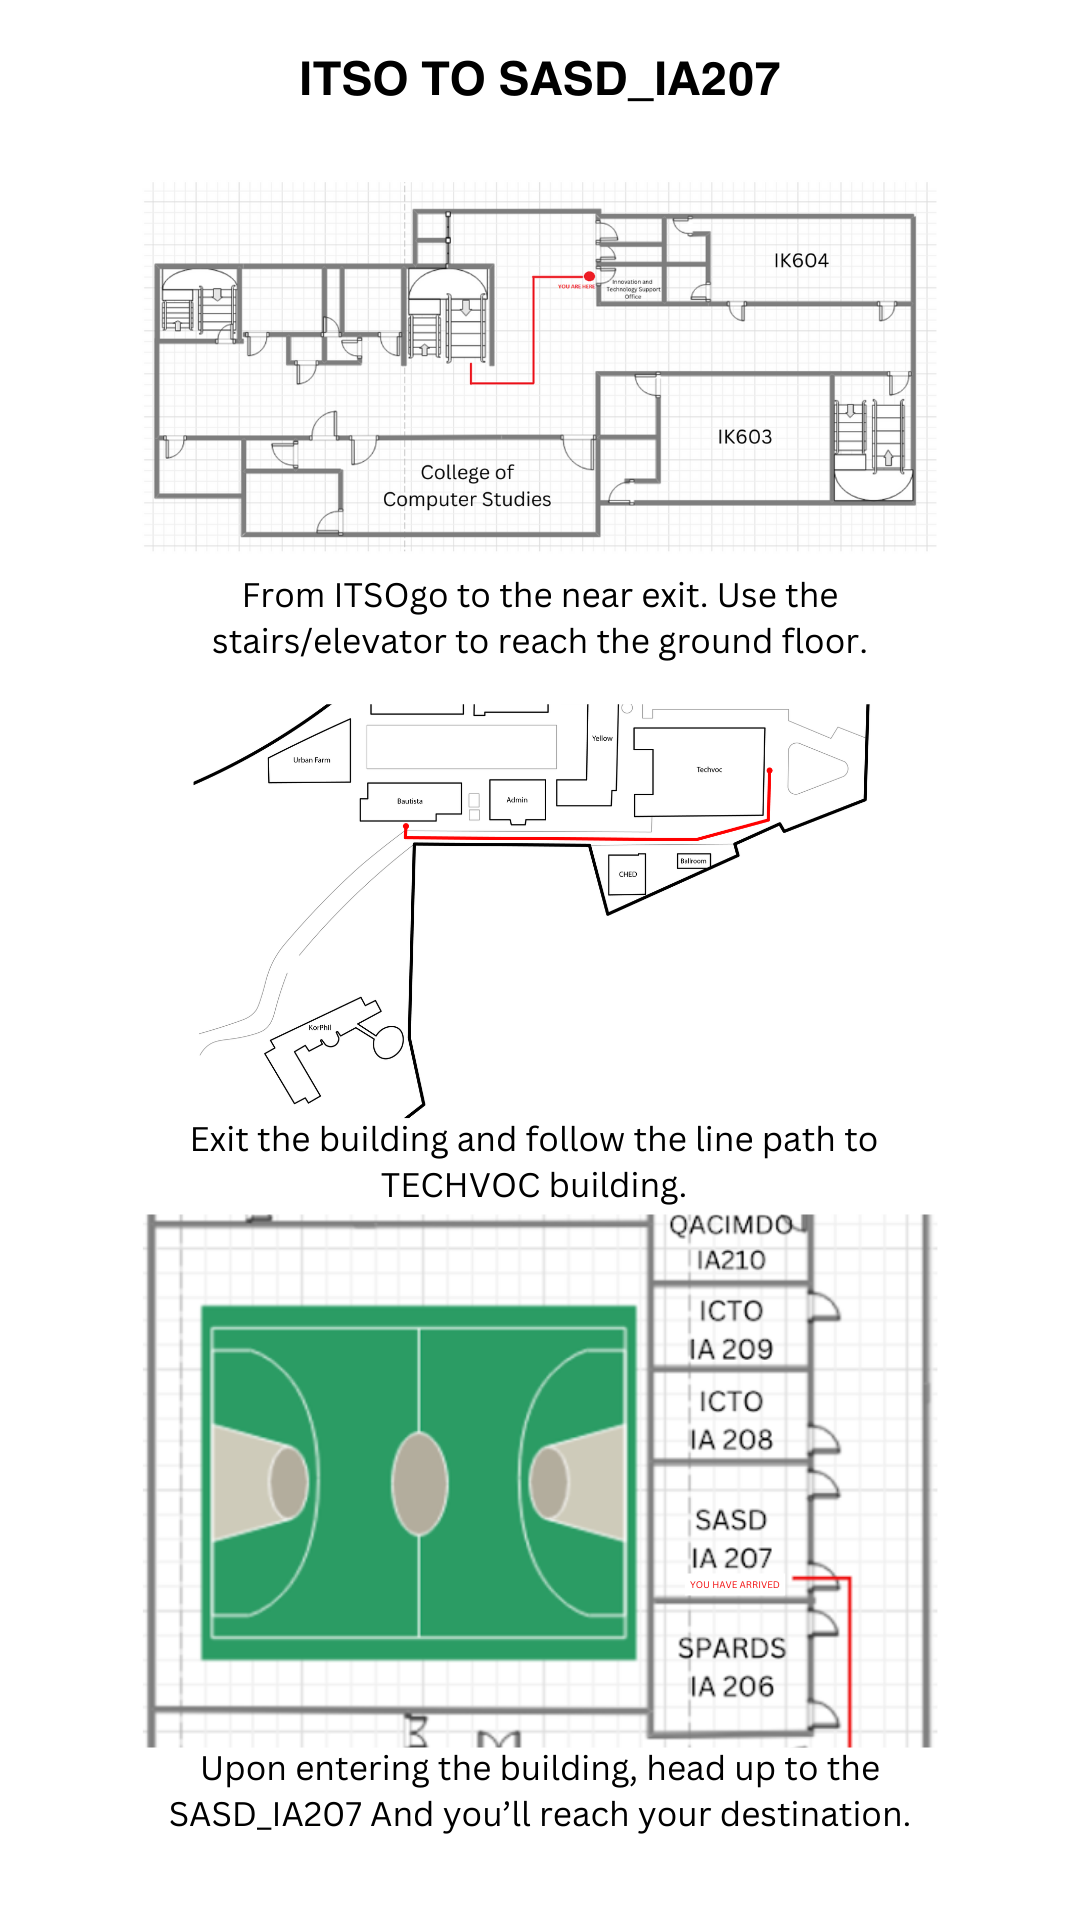 ITSO TO SASD_IA207
IK604
YOU ARE HERE
Innovation and
Technology Support
Office
IK603
College of
Computer Studies
From ITSOgo to the near exit. Use the
stairs/elevator to reach the ground floor.
Urban Farm
Yellow
Techvoc
Bautista
Admin
CHED
Ballroom
KorPhil
Exit the building and follow the line path to
TECHVOC building.
QACIMDO
IA210
ICTO
IA 209
ICTO
IA 208
SASD
IA 207
YOU HAVE ARRIVED
SPARDS
IA 206
Upon entering the building, head up to the
SASD_IA207 And you’ll reach your destination.